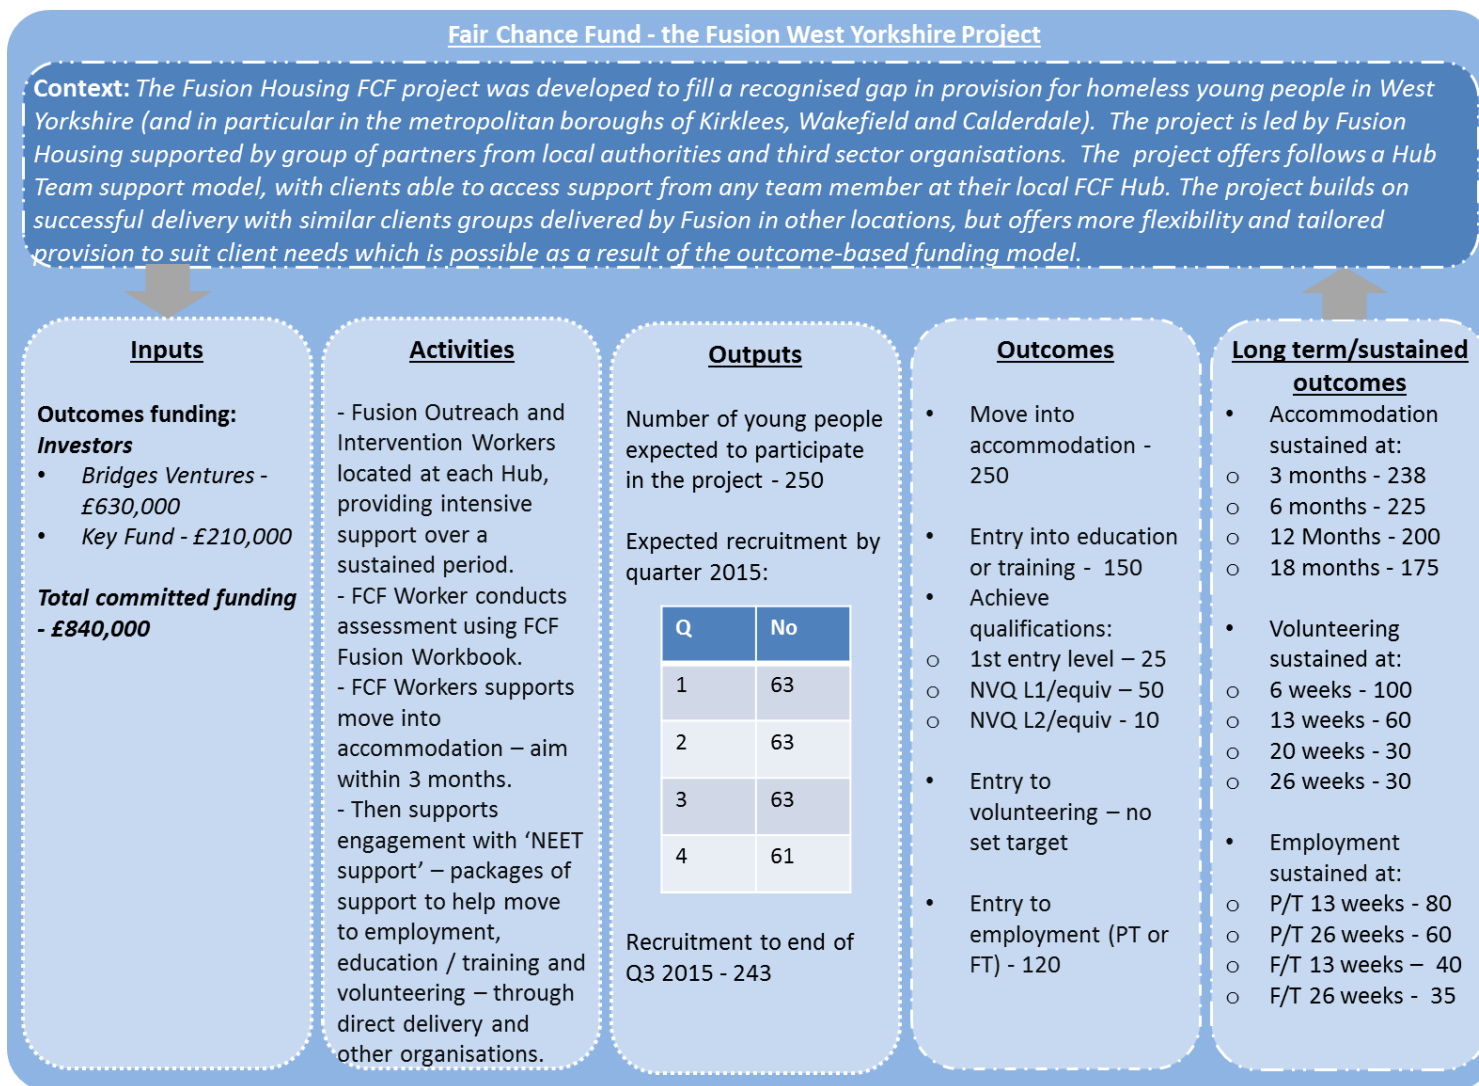 Fair Chance Fund - the Fusion West Yorkshire Project
Context: The Fusion Housing FCF project was developed to fill a recognised gap in provision for homeless young people in West
Yorkshire (and in particular in the metropolitan boroughs of Kirklees, Wakefield and Calderdale). The project is led by Fusion
Housing supported by group of partners from local authorities and third sector organisations. The project offers follows a Hub
Team support model, with clients able to access support from any team member at their local FCF Hub. The project builds on
successful delivery with similar clients groups delivered by Fusion in other locations, but offers more flexibility and tailored
provision to suit client needs which is possible as a result of the outcome-based funding model.
Inputs
Outcomes funding:
Investors
• Bridges Ventures -
£630,000
• Key Fund - £210,000
Total committed funding
- £840,000
Activities
- Fusion Outreach and
Intervention Workers
located at each Hub,
providing intensive
support over a
sustained period.
- FCF Worker conducts
assessment using FCF
Fusion Workbook.
- FCF Workers supports
move into
accommodation – aim
within 3 months.
- Then supports
engagement with ‘NEET
support’ – packages of
support to help move
to employment,
education / training and
volunteering – through
direct delivery and
other organisations.
Outputs
Number of young people
expected to participate
in the project - 250
Expected recruitment by
quarter 2015:
Q No
1 63
2 63
3 63
4 61
Recruitment to end of
Q3 2015 - 243
Outcomes
• Move into
accommodation -
250
• Entry into education
or training - 150
• Achieve
qualifications:
o 1st entry level – 25
o NVQ L1/equiv – 50
o NVQ L2/equiv - 10
• Entry to
volunteering – no
set target
• Entry to
employment (PT or
FT) - 120
Long term/sustained
outcomes
• Accommodation
sustained at:
o 3 months - 238
o 6 months - 225
o 12 Months - 200
o 18 months - 175
• Volunteering
sustained at:
o 6 weeks - 100
o 13 weeks - 60
o 20 weeks - 30
o 26 weeks - 30
• Employment
sustained at:
o P/T 13 weeks - 80
o P/T 26 weeks - 60
o F/T 13 weeks – 40
o F/T 26 weeks - 35